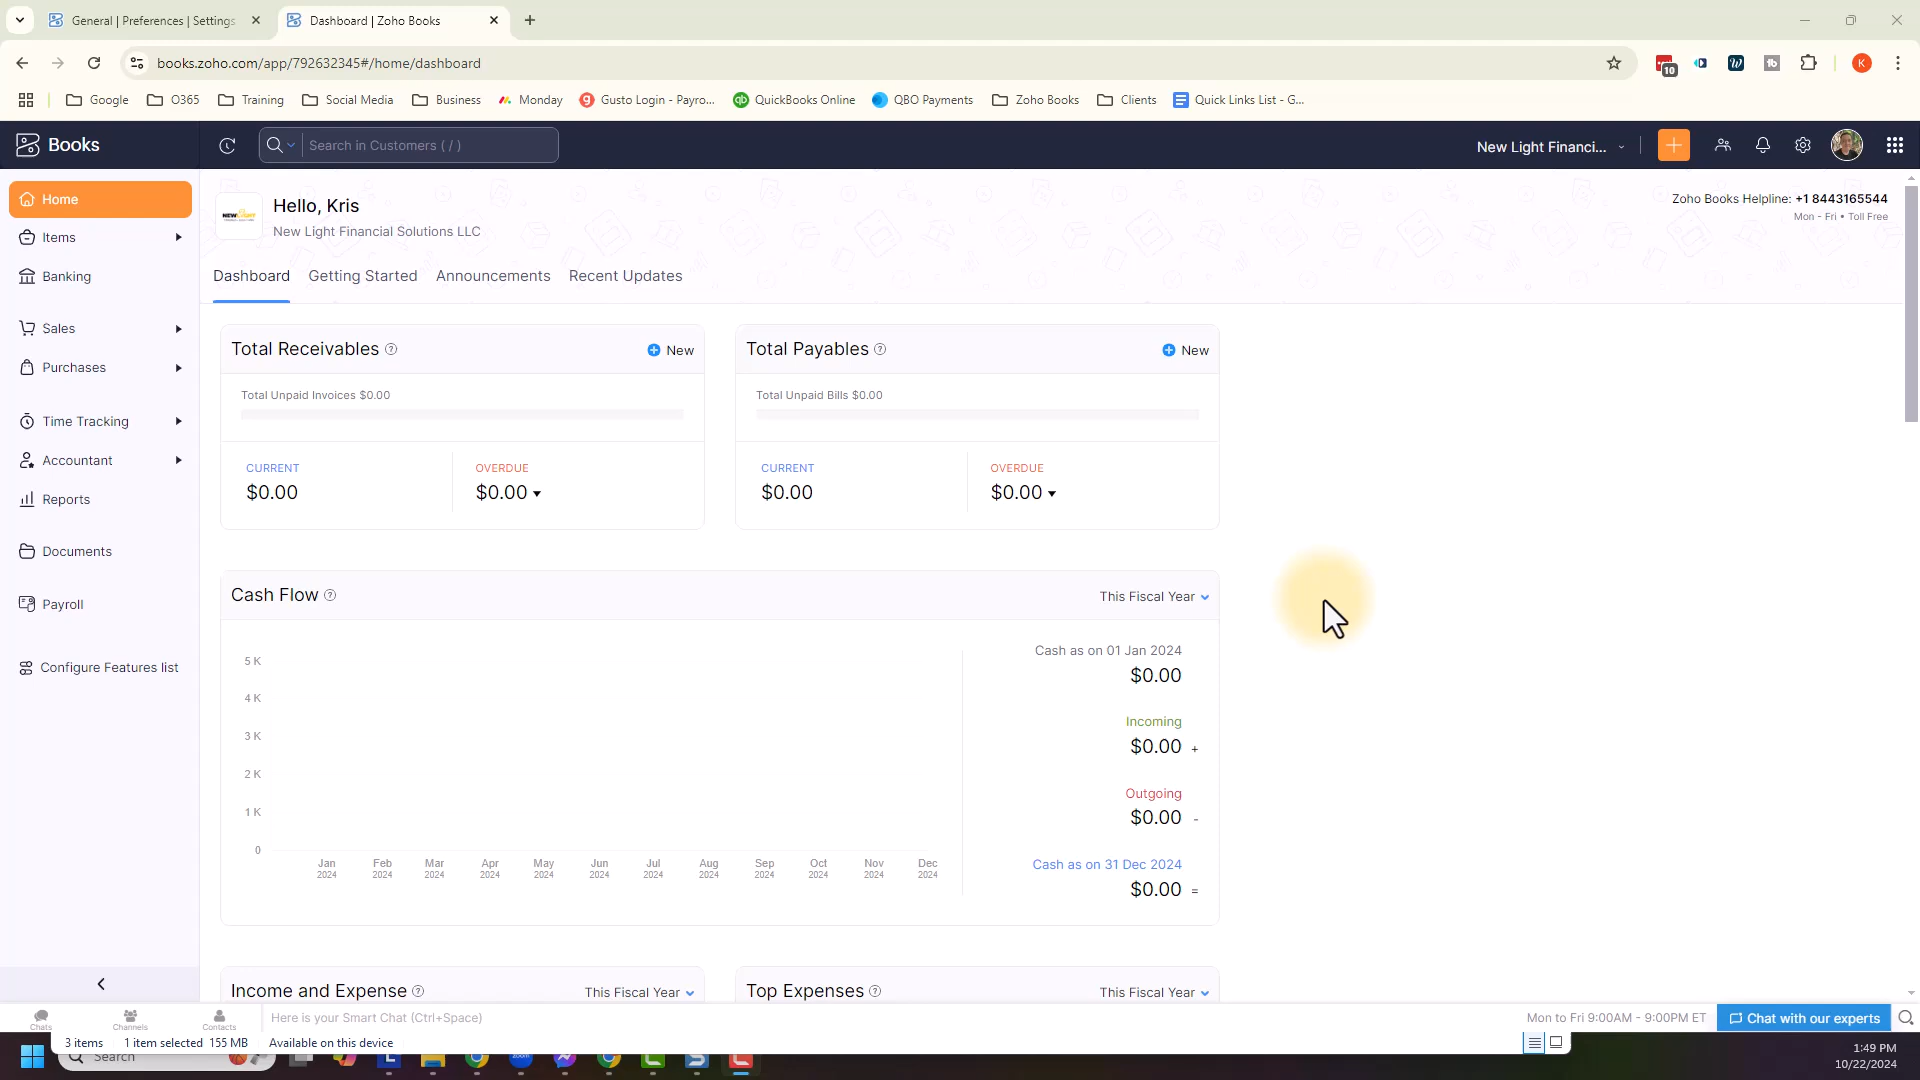 General | Preferences | Settings
Dashboard | Zoho Books
books.zoho.com/app/792632345#/home/dashboard
10
K
Google
O365
Training
Social Media
Business
Monday
Gusto Login - Payro...
QuickBooks Online
QBO Payments
Zoho Books
Clients
Quick Links List - G...
Books
Search in Customers ( / )
New Light Financi...
Home
Items
Banking
Sales
Purchases
Time Tracking
Accountant
Reports
Documents
Payroll
Configure Features list
Hello, Kris
New Light Financial Solutions LLC
Zoho Books Helpline: +1 8443165544
Mon - Fri • Toll Free
Dashboard
Getting Started
Announcements
Recent Updates
Total Receivables
New
Total Unpaid Invoices $0.00
CURRENT
$0.00
OVERDUE
$0.00
Total Payables
New
Total Unpaid Bills $0.00
CURRENT
$0.00
OVERDUE
$0.00
Cash Flow
This Fiscal Year
5 K
4 K
3 K
2 K
1 K
0
Jan Feb Mar Apr May Jun Jul Aug Sep Oct Nov Dec
2024 2024 2024 2024 2024 2024 2024 2024 2024 2024 2024 2024
Cash as on 01 Jan 2024
$0.00
Incoming
$0.00 +
Outgoing
$0.00 -
Cash as on 31 Dec 2024
$0.00 =
Income and Expense
This Fiscal Year
Top Expenses
This Fiscal Year
Chats
Channels
Contacts
Here is your Smart Chat (Ctrl+Space)
Mon to Fri 9:00AM - 9:00PM ET
Chat with our experts
3 items
1 item selected 155 MB
Available on this device
Search
1:49 PM
10/22/2024